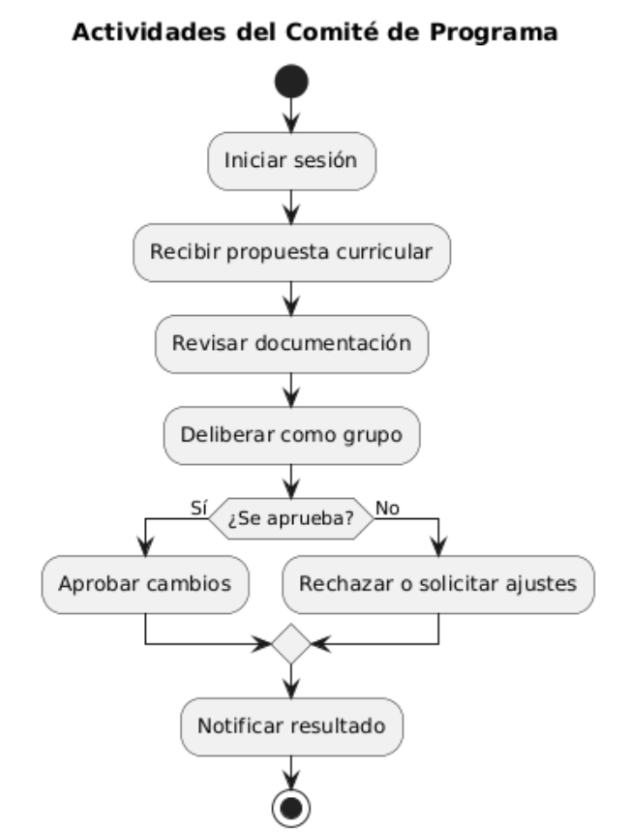 Actividades del Comité de Programa
Iniciar sesión
Recibir propuesta curricular
Revisar documentación
Deliberar como grupo
Sí
¿Se aprueba?
No
Aprobar cambios
Rechazar o solicitar ajustes
Notificar resultado